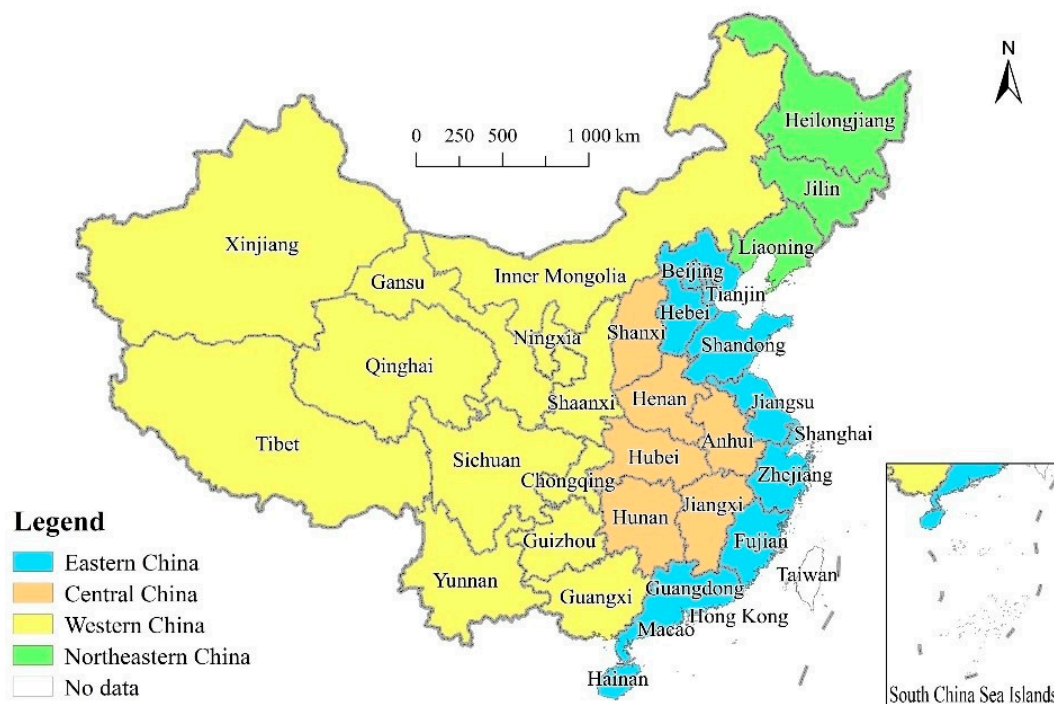 N
0 250 500 1 000 km
Heilongjiang
Jilin
Liaoning
Xinjiang
Gansu
Inner Mongolia
Beijing
Tianjin
Hebei
Shanxi
Ningxia
Shandong
Qinghai
Shaanxi
Henan
Jiangsu
Tibet
Sichuan
Chongqing
Hubei
Anhui
Shanghai
Zhejiang
Hunan
Jiangxi
Guizhou
Fujian
Yunnan
Guangxi
Guangdong
Taiwan
Hong Kong
Macao
Hainan
Legend
Eastern China
Central China
Western China
Northeastern China
No data
South China Sea Islands